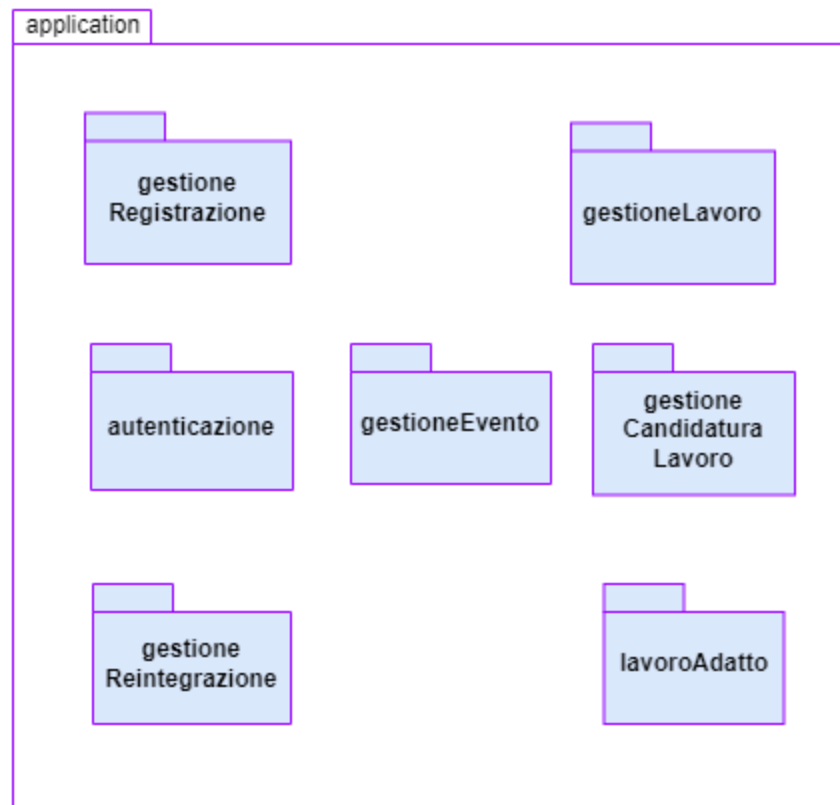 application
gestione
Registrazione
gestioneLavoro
autenticazione
gestioneEvento
gestione
Candidatura
Lavoro
gestione
Reintegrazione
lavoroAdatto